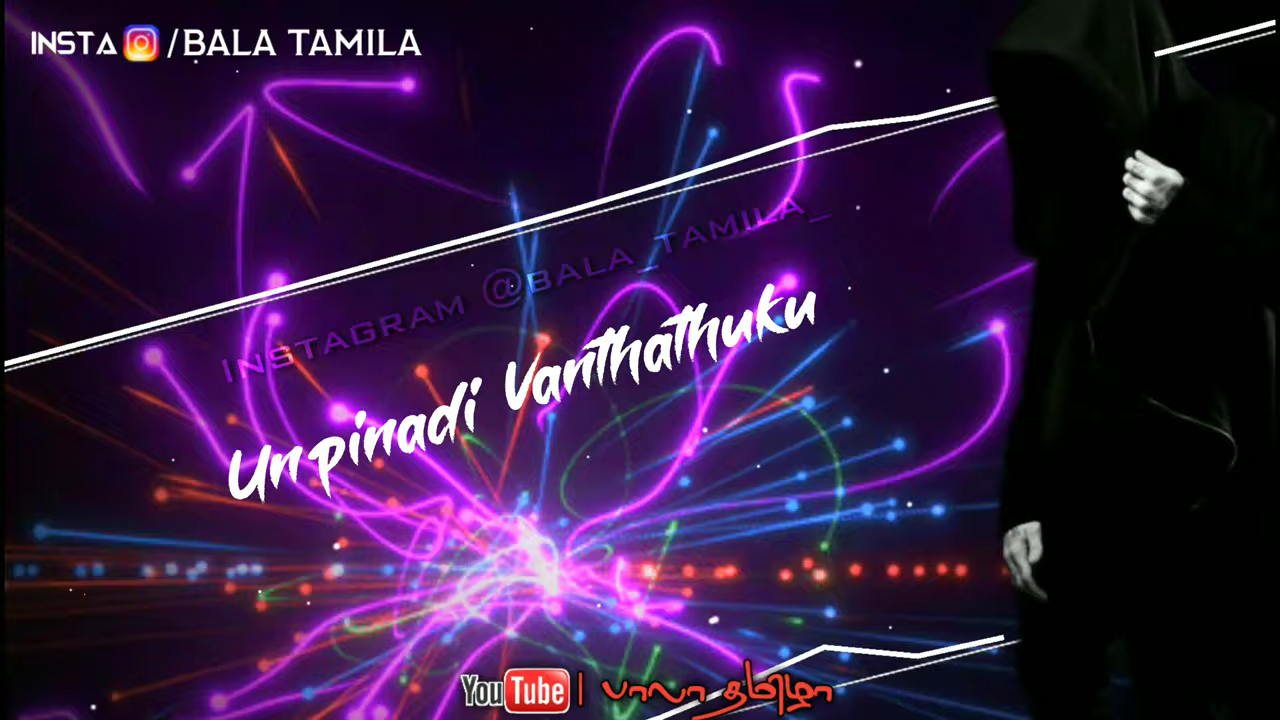 INSTA /BALA TAMILA
INSTAGRAM @BALA_TAMILA_
Unpinadi Vanthathuku
YouTube | பாலா தமிழா